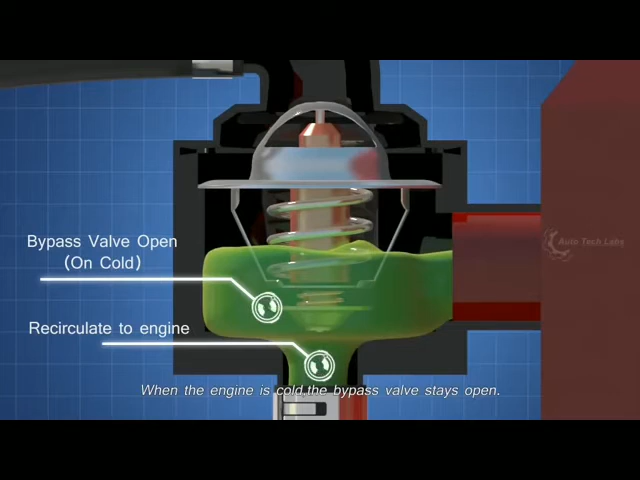 Auto Tech Labs
Bypass Valve Open
(On Cold)
Recirculate to engine
When the engine is cold,the bypass valve stays open.